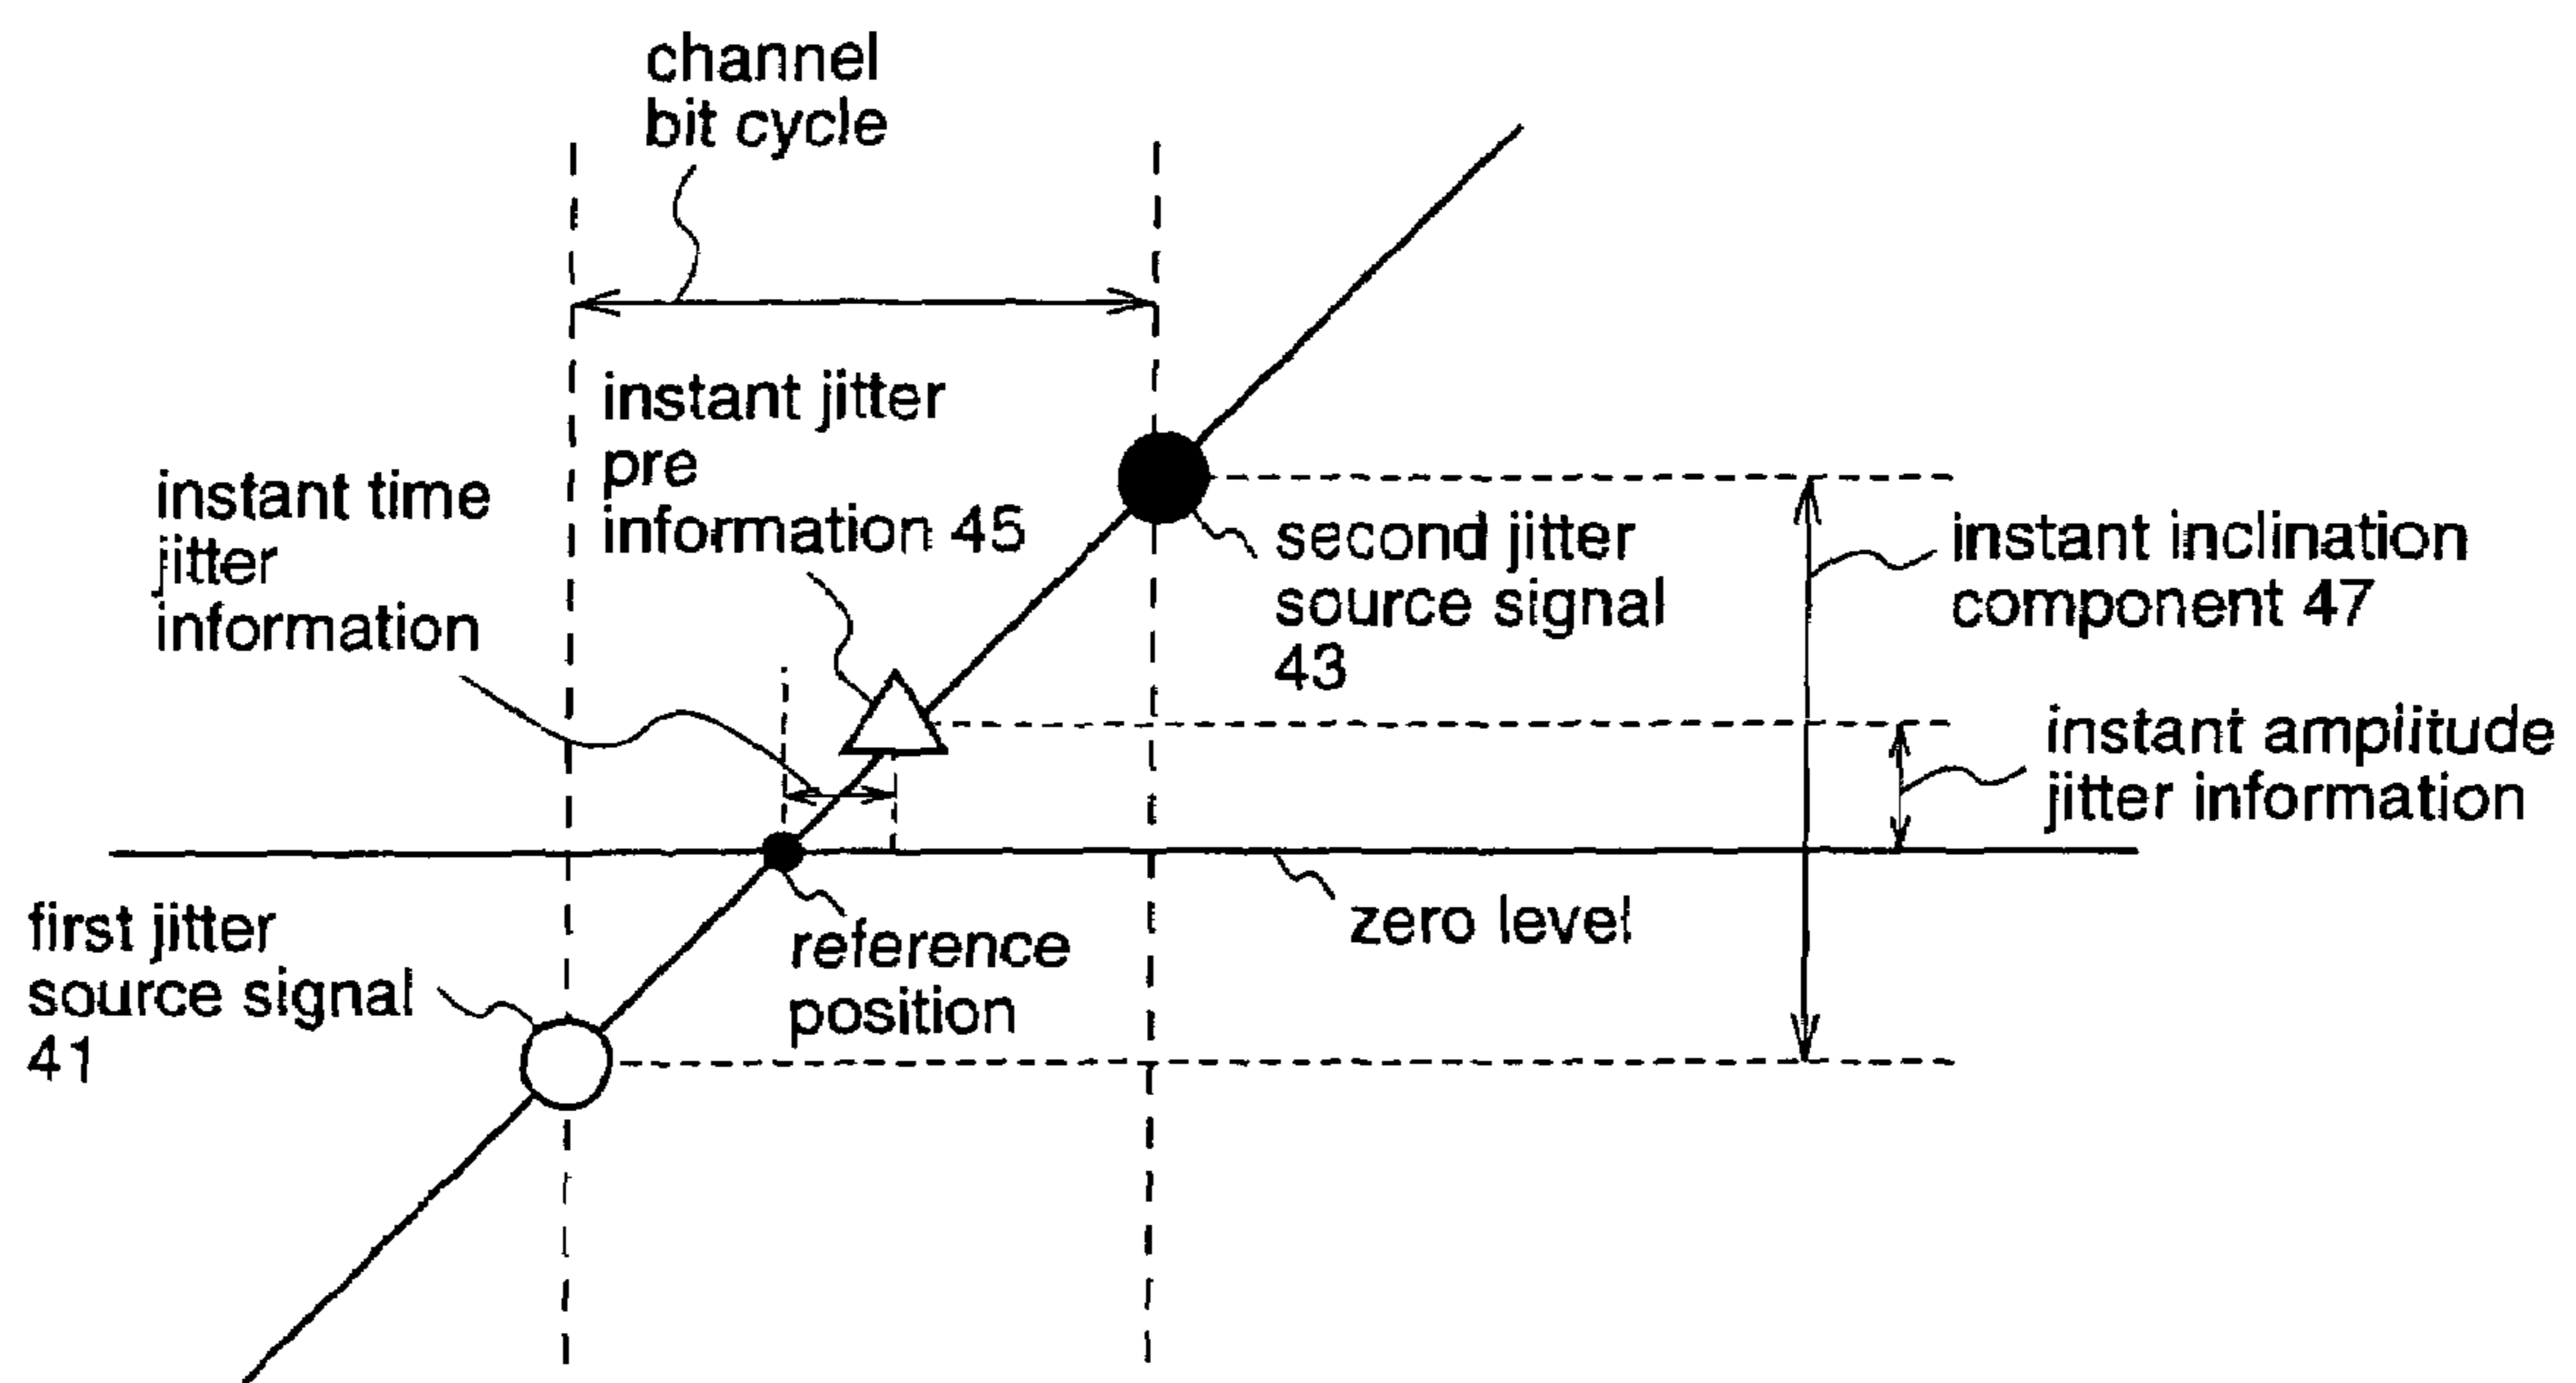 channel
bit cycle
instant jitter
pre
information 45
instant time
jitter
information
second jitter
source signal
43
instant inclination
component 47
instant amplitude
jitter information
first jitter
source signal
41
reference
position
zero level